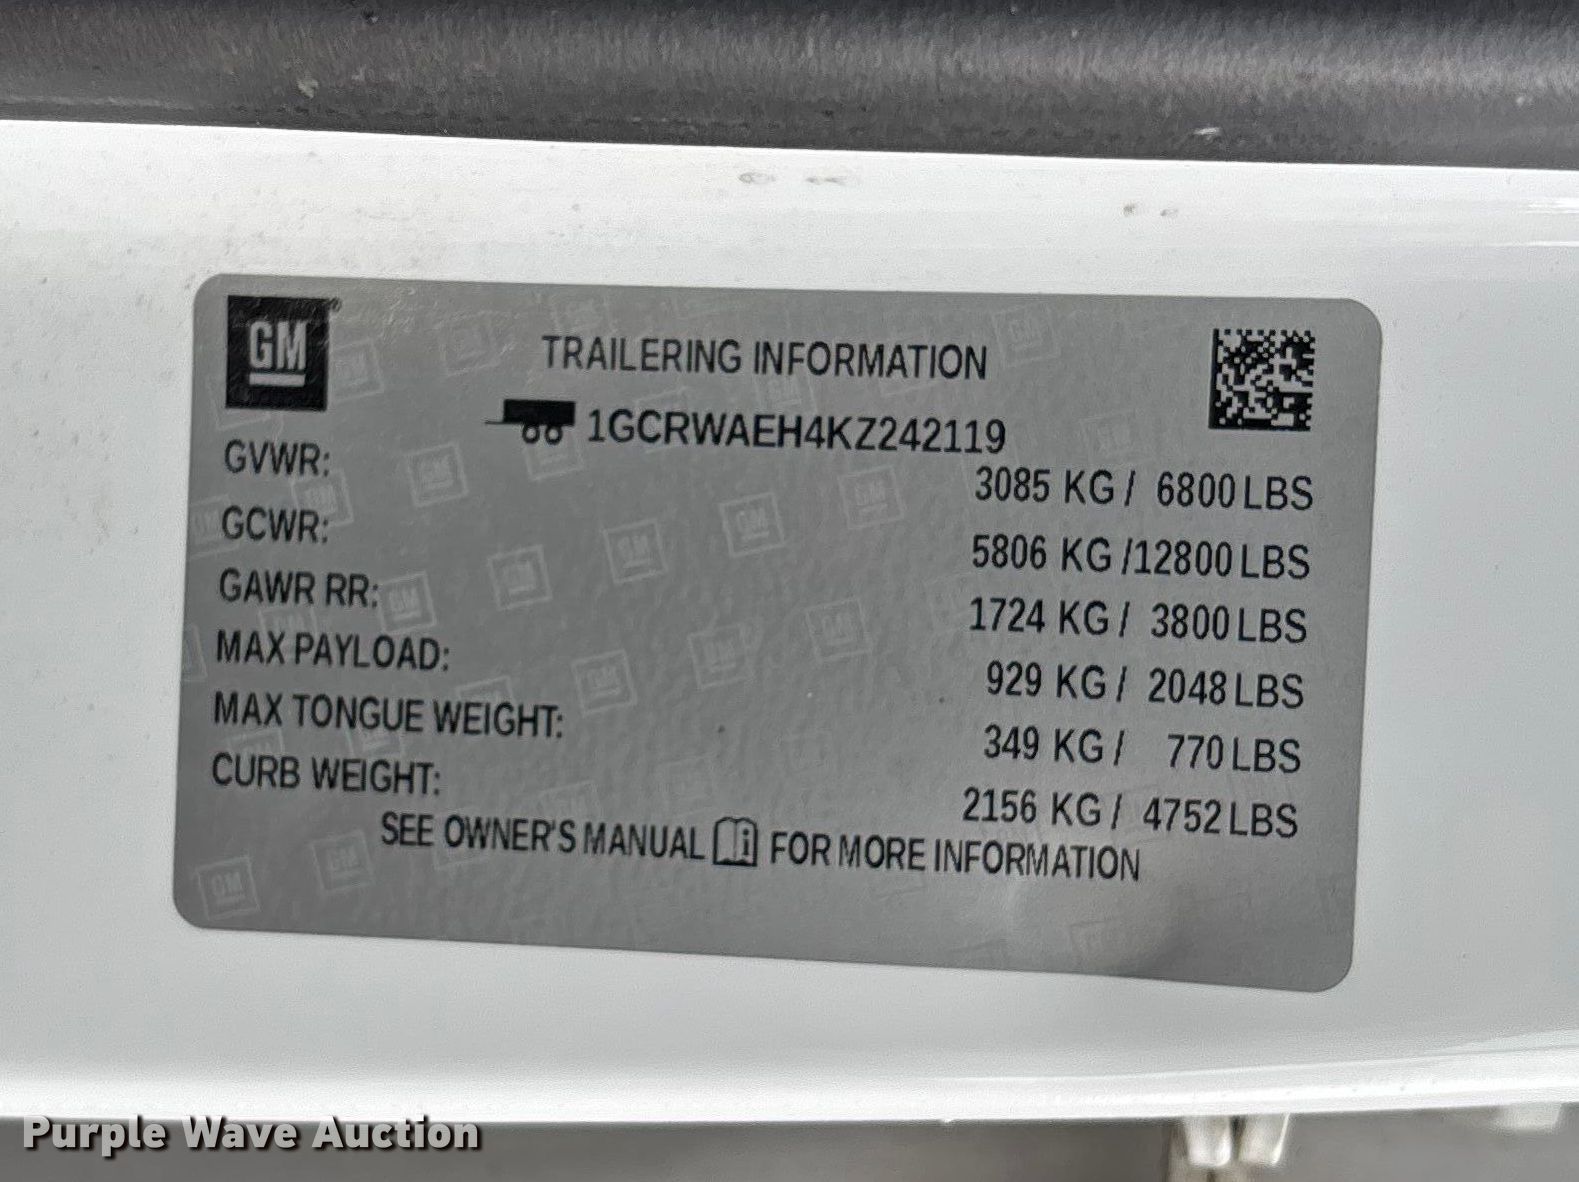 GM
TRAILERING INFORMATION
1GCRWAEH4KZ242119
GVWR: 3085 KG / 6800 LBS
GCWR: 5806 KG /12800 LBS
GAWR RR: 1724 KG / 3800 LBS
MAX PAYLOAD: 929 KG / 2048 LBS
MAX TONGUE WEIGHT: 349 KG / 770 LBS
CURB WEIGHT: 2156 KG / 4752 LBS
SEE OWNER'S MANUAL FOR MORE INFORMATION
Purple Wave Auction